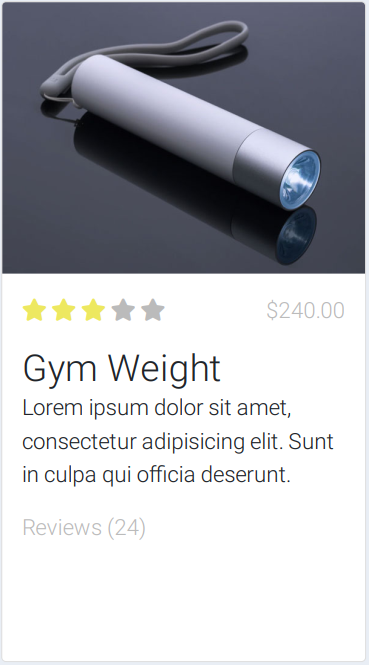 $240.00
Gym Weight
Lorem ipsum dolor sit amet,
consectetur adipisicing elit. Sunt
in culpa qui officia deserunt.
Reviews (24)